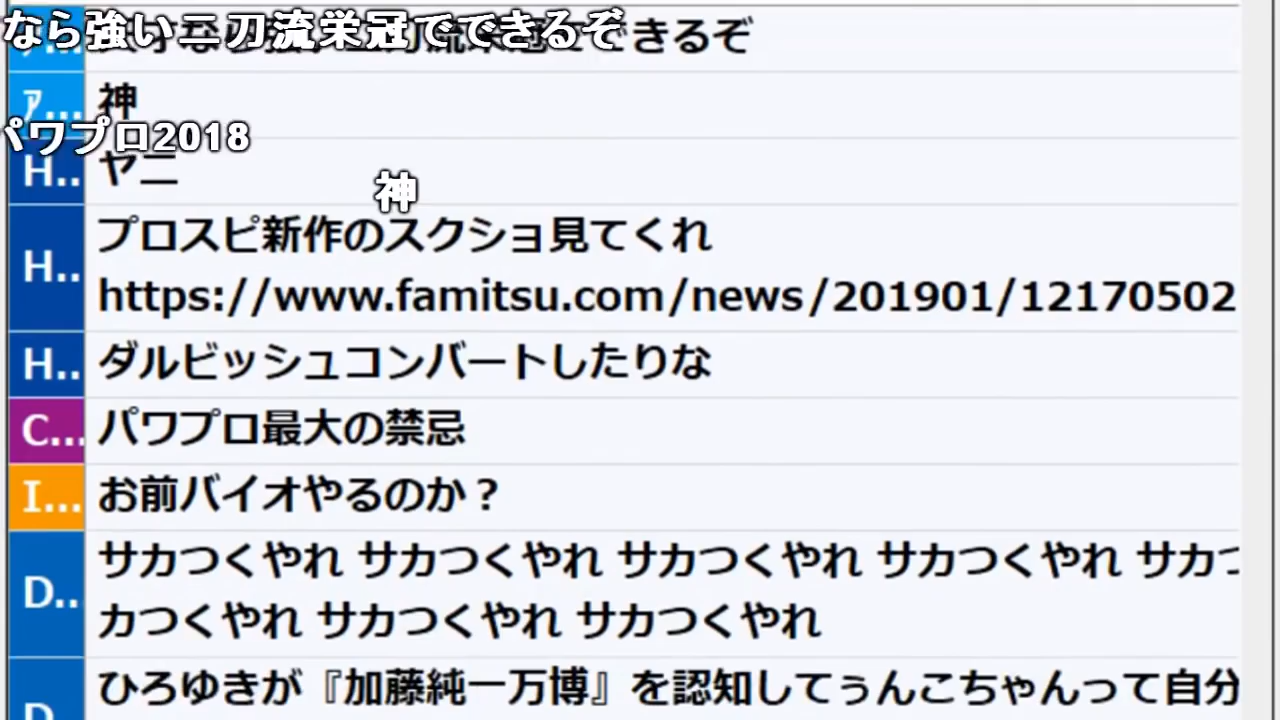 なら強い二刀流栄冠でできるぞ
ア...
神
パワプロ2018
H..
ヤニ
神
H..
プロスピ新作のスクショ見てくれ
https://www.famitsu.com/news/201901/12170502
H..
ダルビッシュコンバートしたりな
C...
パワプロ最大の禁忌
I...
お前バイオやるのか？
D..
サカつくやれ サカつくやれ サカつくやれ サカつくやれ サカつ
カつくやれ サカつくやれ サカつくやれ
D
ひろゆきが『加藤純一万博』を認知してぅんこちゃんって自分